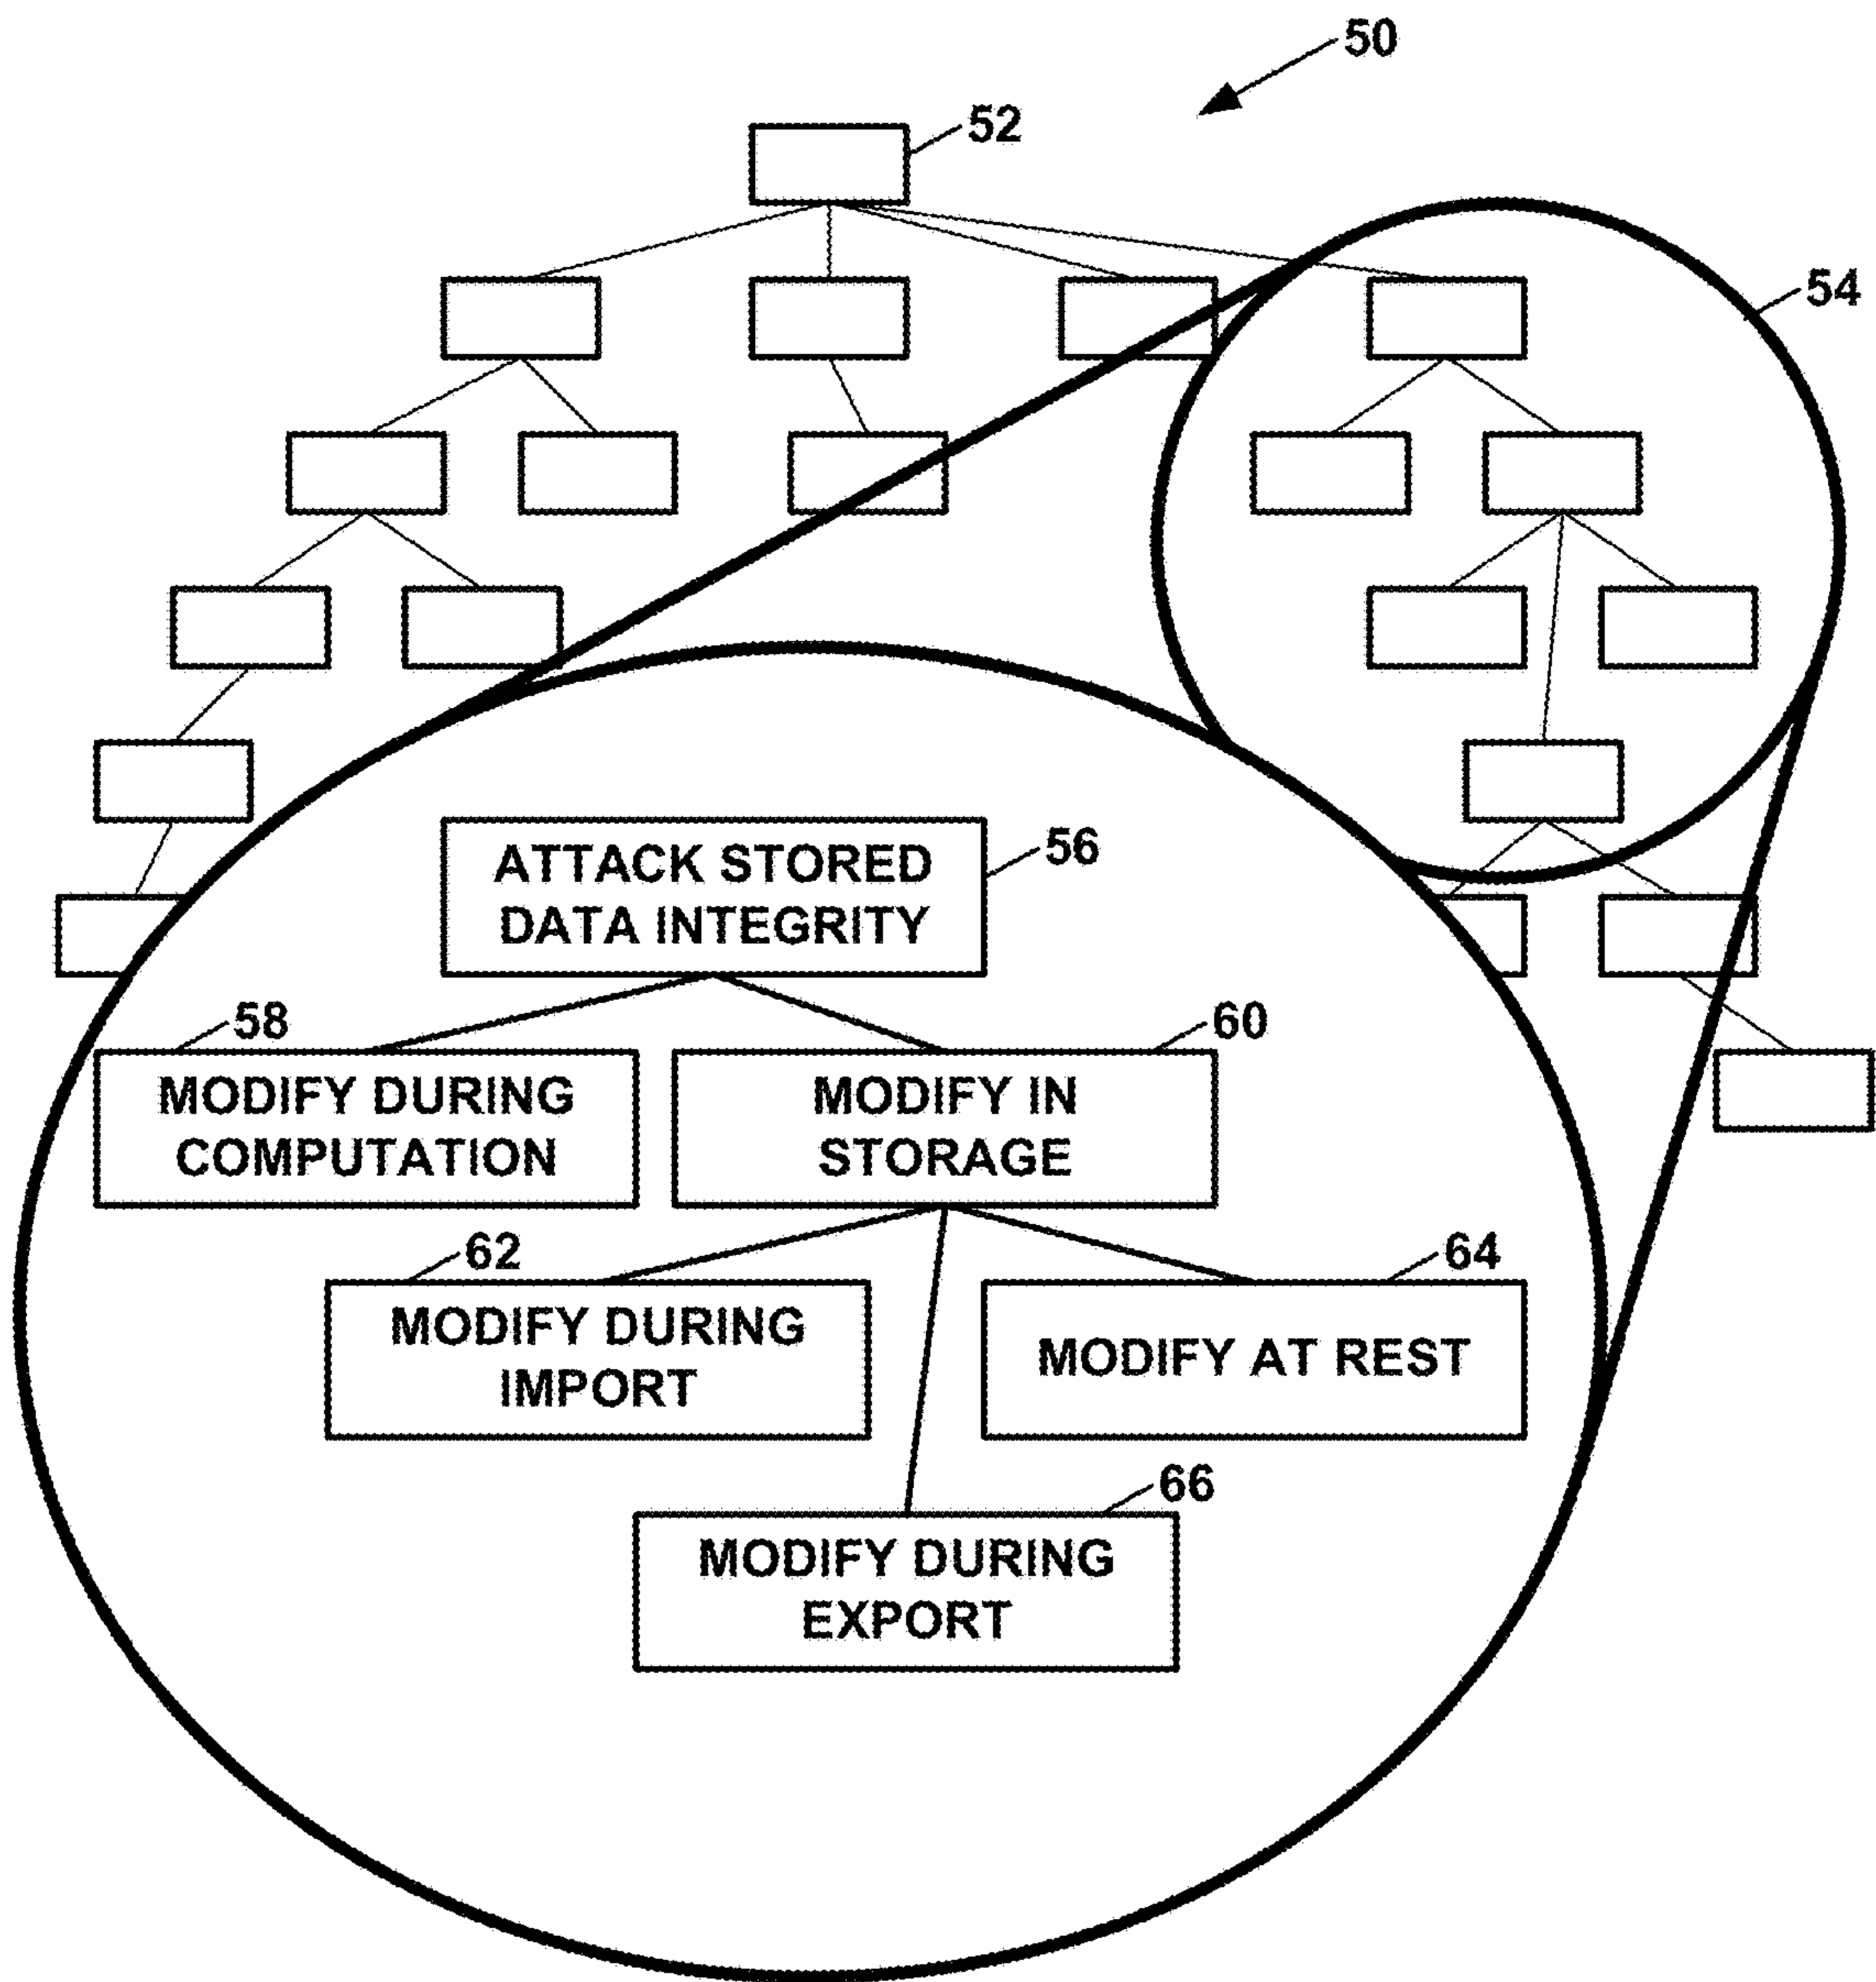 50
52
54
ATTACK STORED
DATA INTEGRITY
56
58
MODIFY DURING
COMPUTATION
60
MODIFY IN
STORAGE
62
MODIFY DURING
IMPORT
64
MODIFY AT REST
66
MODIFY DURING
EXPORT